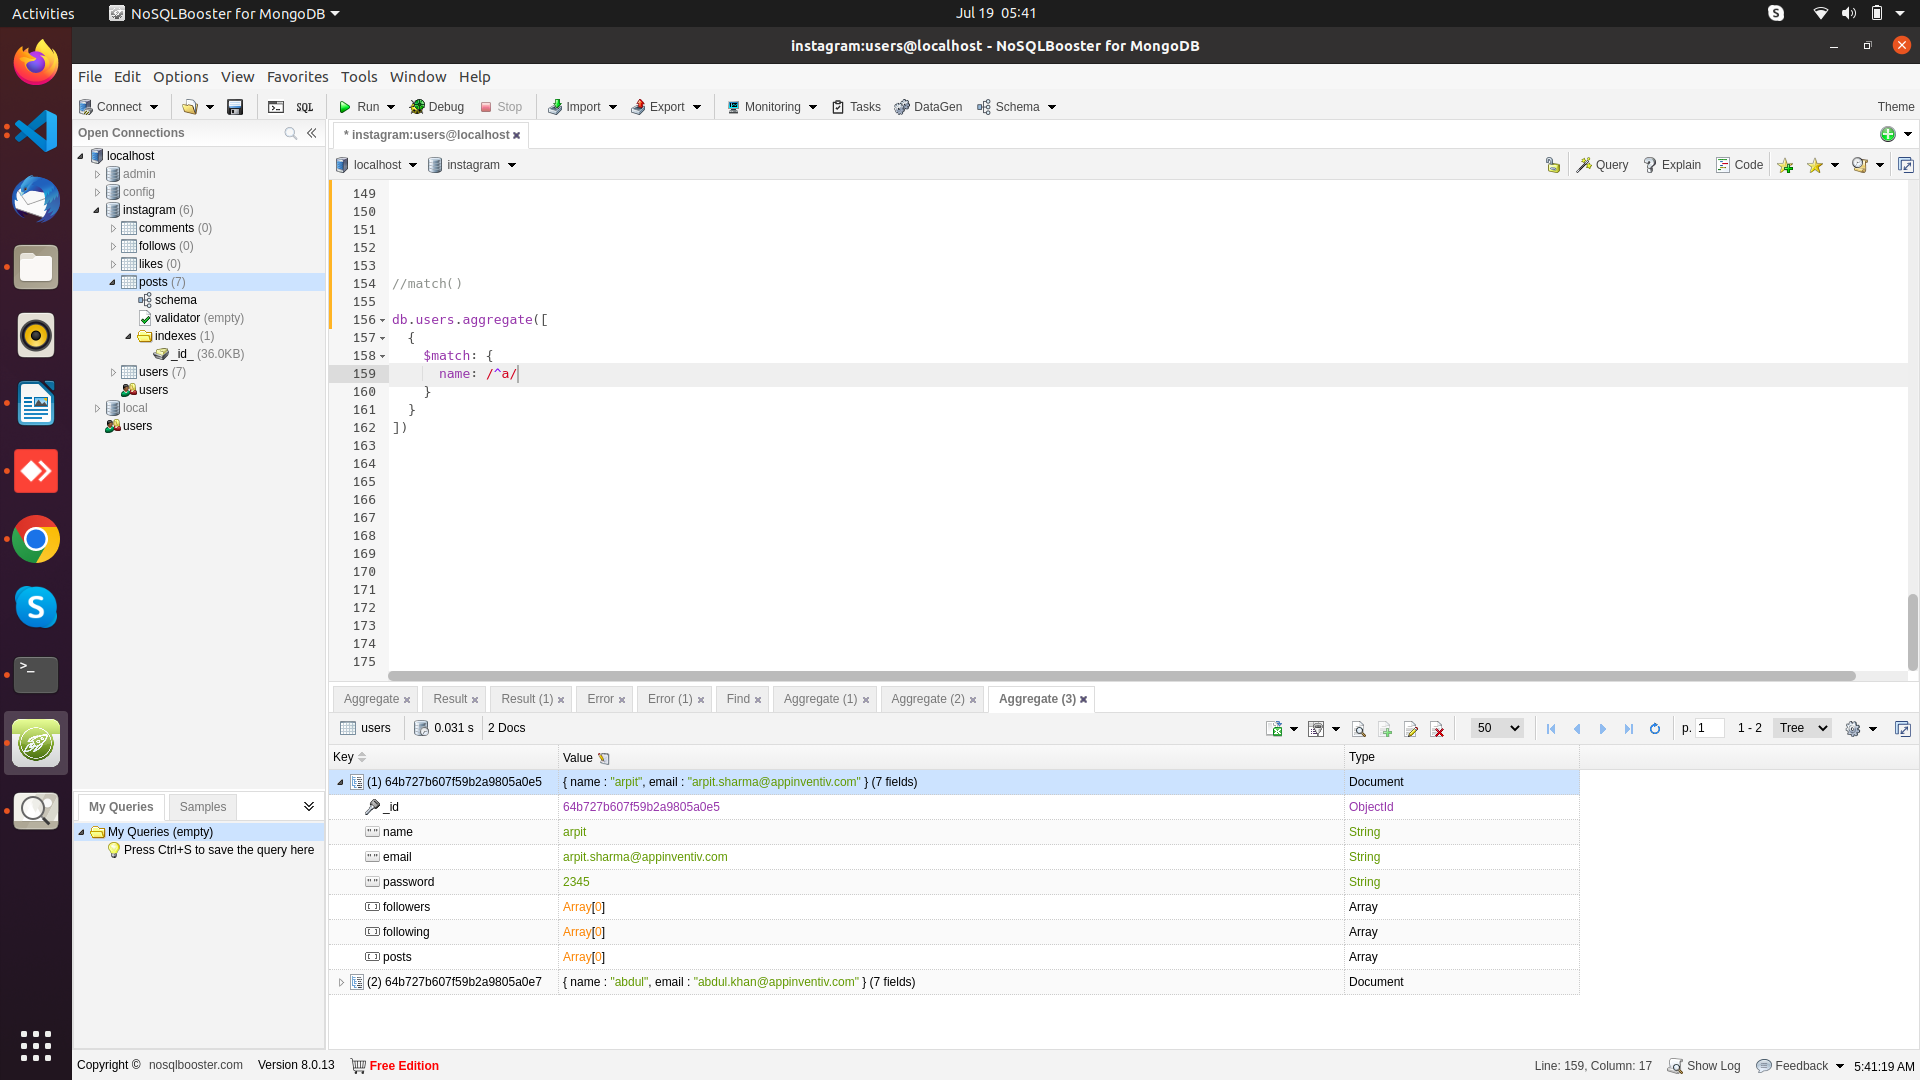 Activities NoSQLBooster for MongoDB Jul 19 05:41
instagram:users@localhost - NoSQLBooster for MongoDB
File Edit Options View Favorites Tools Window Help
Connect SQL Run Debug Stop Import Export Monitoring Tasks DataGen Schema Theme
Open Connections
localhost
admin
config
instagram (6)
comments (0)
follows (0)
likes (0)
posts (7)
schema
validator (empty)
indexes (1)
_id_ (36.0KB)
users (7)
users
local
users
My Queries Samples
My Queries (empty)
Press Ctrl+S to save the query here
* instagram:users@localhost
localhost instagram Query Explain Code
149
150
151
152
153
154 //match()
155
156 db.users.aggregate([
157 {
158 $match: {
159 name: /^a/
160 }
161 }
162 ])
163
164
165
166
167
168
169
170
171
172
173
174
175
Aggregate Result Result (1) Error Error (1) Find Aggregate (1) Aggregate (2) Aggregate (3)
users 0.031 s 2 Docs 50 p. 1 1 - 2 Tree
Key Value Type
(1) 64b727b607f59b2a9805a0e5 { name : "arpit", email : "arpit.sharma@appinventiv.com" } (7 fields) Document
_id 64b727b607f59b2a9805a0e5 ObjectId
name arpit String
email arpit.sharma@appinventiv.com String
password 2345 String
followers Array[0] Array
following Array[0] Array
posts Array[0] Array
(2) 64b727b607f59b2a9805a0e7 { name : "abdul", email : "abdul.khan@appinventiv.com" } (7 fields) Document
Copyright © nosqlbooster.com Version 8.0.13 Free Edition Line: 159, Column: 17 Show Log Feedback 5:41:19 AM